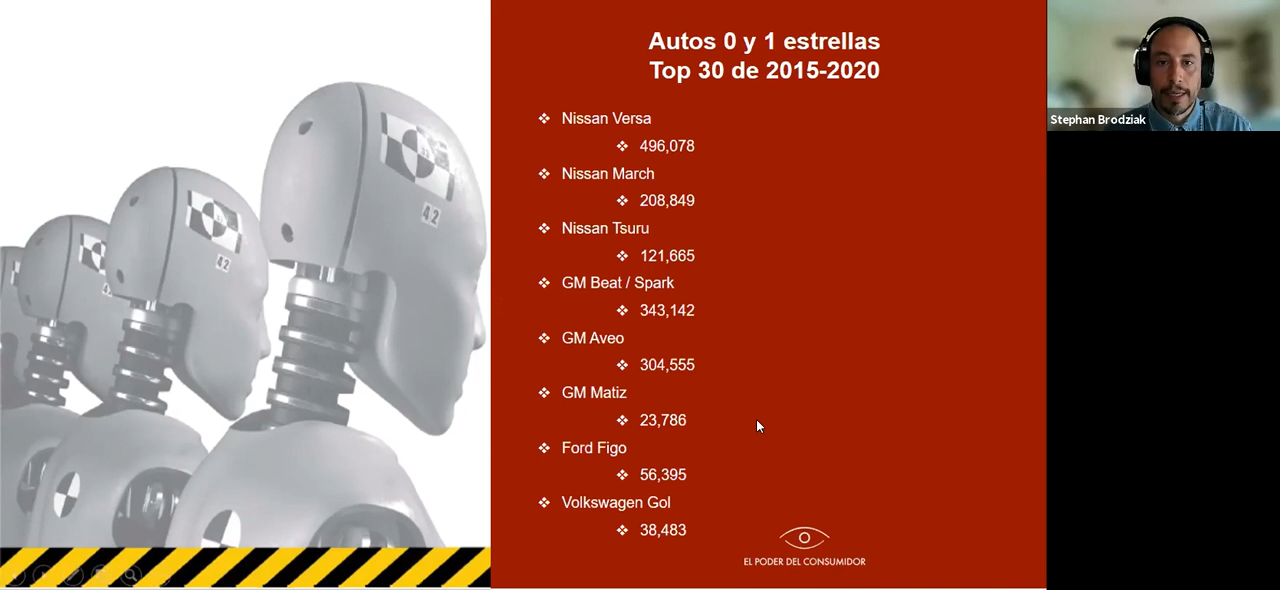 Autos 0 y 1 estrellas
Top 30 de 2015-2020
❖ Nissan Versa
❖ 496,078
❖ Nissan March
❖ 208,849
❖ Nissan Tsuru
❖ 121,665
❖ GM Beat / Spark
❖ 343,142
❖ GM Aveo
❖ 304,555
❖ GM Matiz
❖ 23,786
❖ Ford Figo
❖ 56,395
❖ Volkswagen Gol
❖ 38,483
EL PODER DEL CONSUMIDOR
Stephan Brodziak
42
42